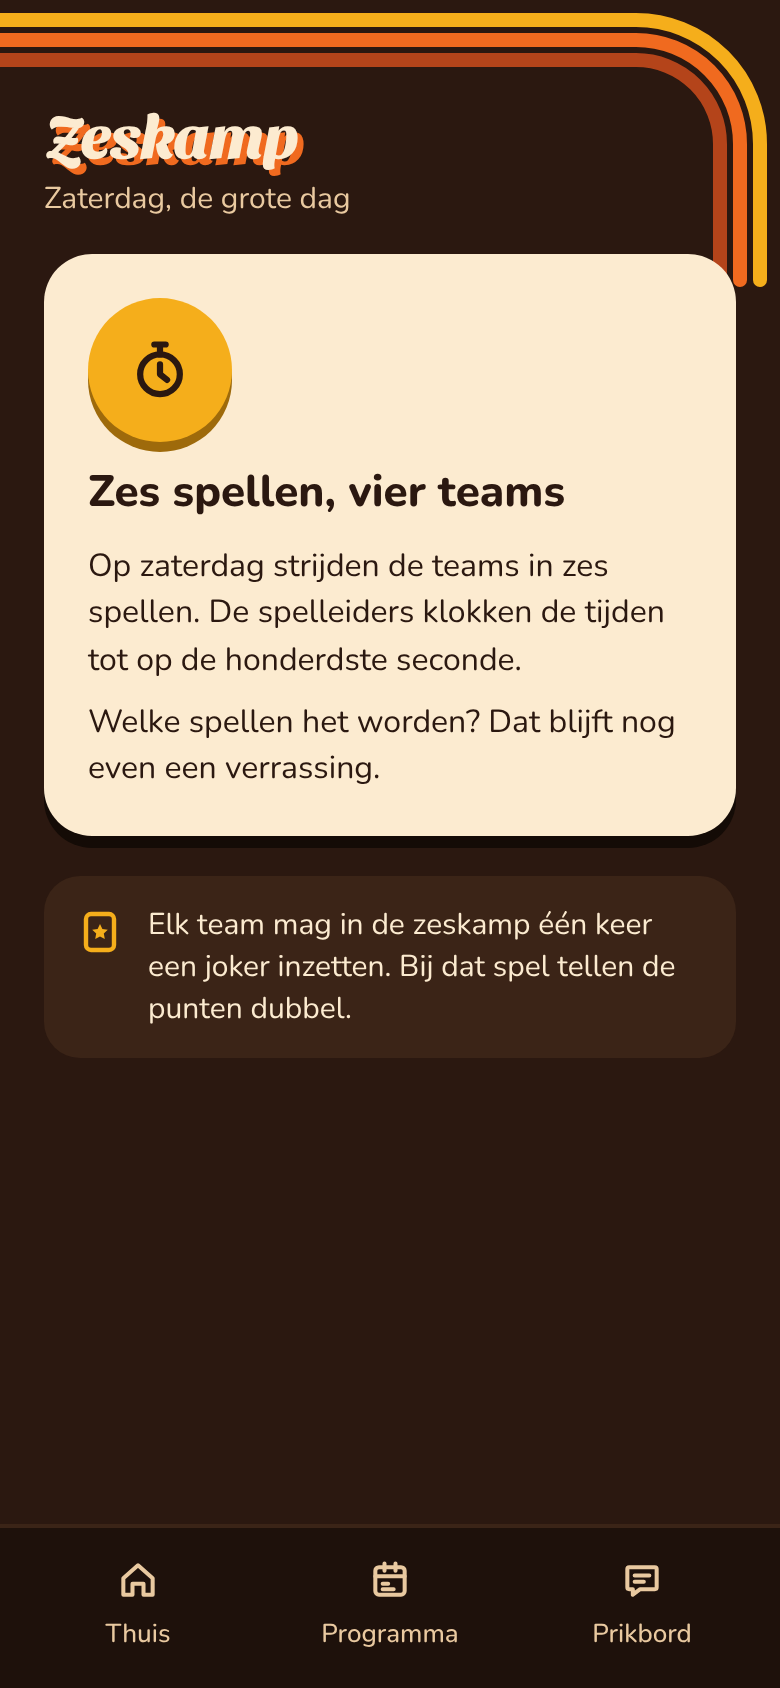 Zeskamp
Zaterdag, de grote dag
Zes spellen, vier teams
Op zaterdag strijden de teams in zes
spellen. De spelleiders klokken de tijden
tot op de honderdste seconde.
Welke spellen het worden? Dat blijft nog
even een verrassing.
Elk team mag in de zeskamp één keer
een joker inzetten. Bij dat spel tellen de
punten dubbel.
Thuis
Programma
Prikbord